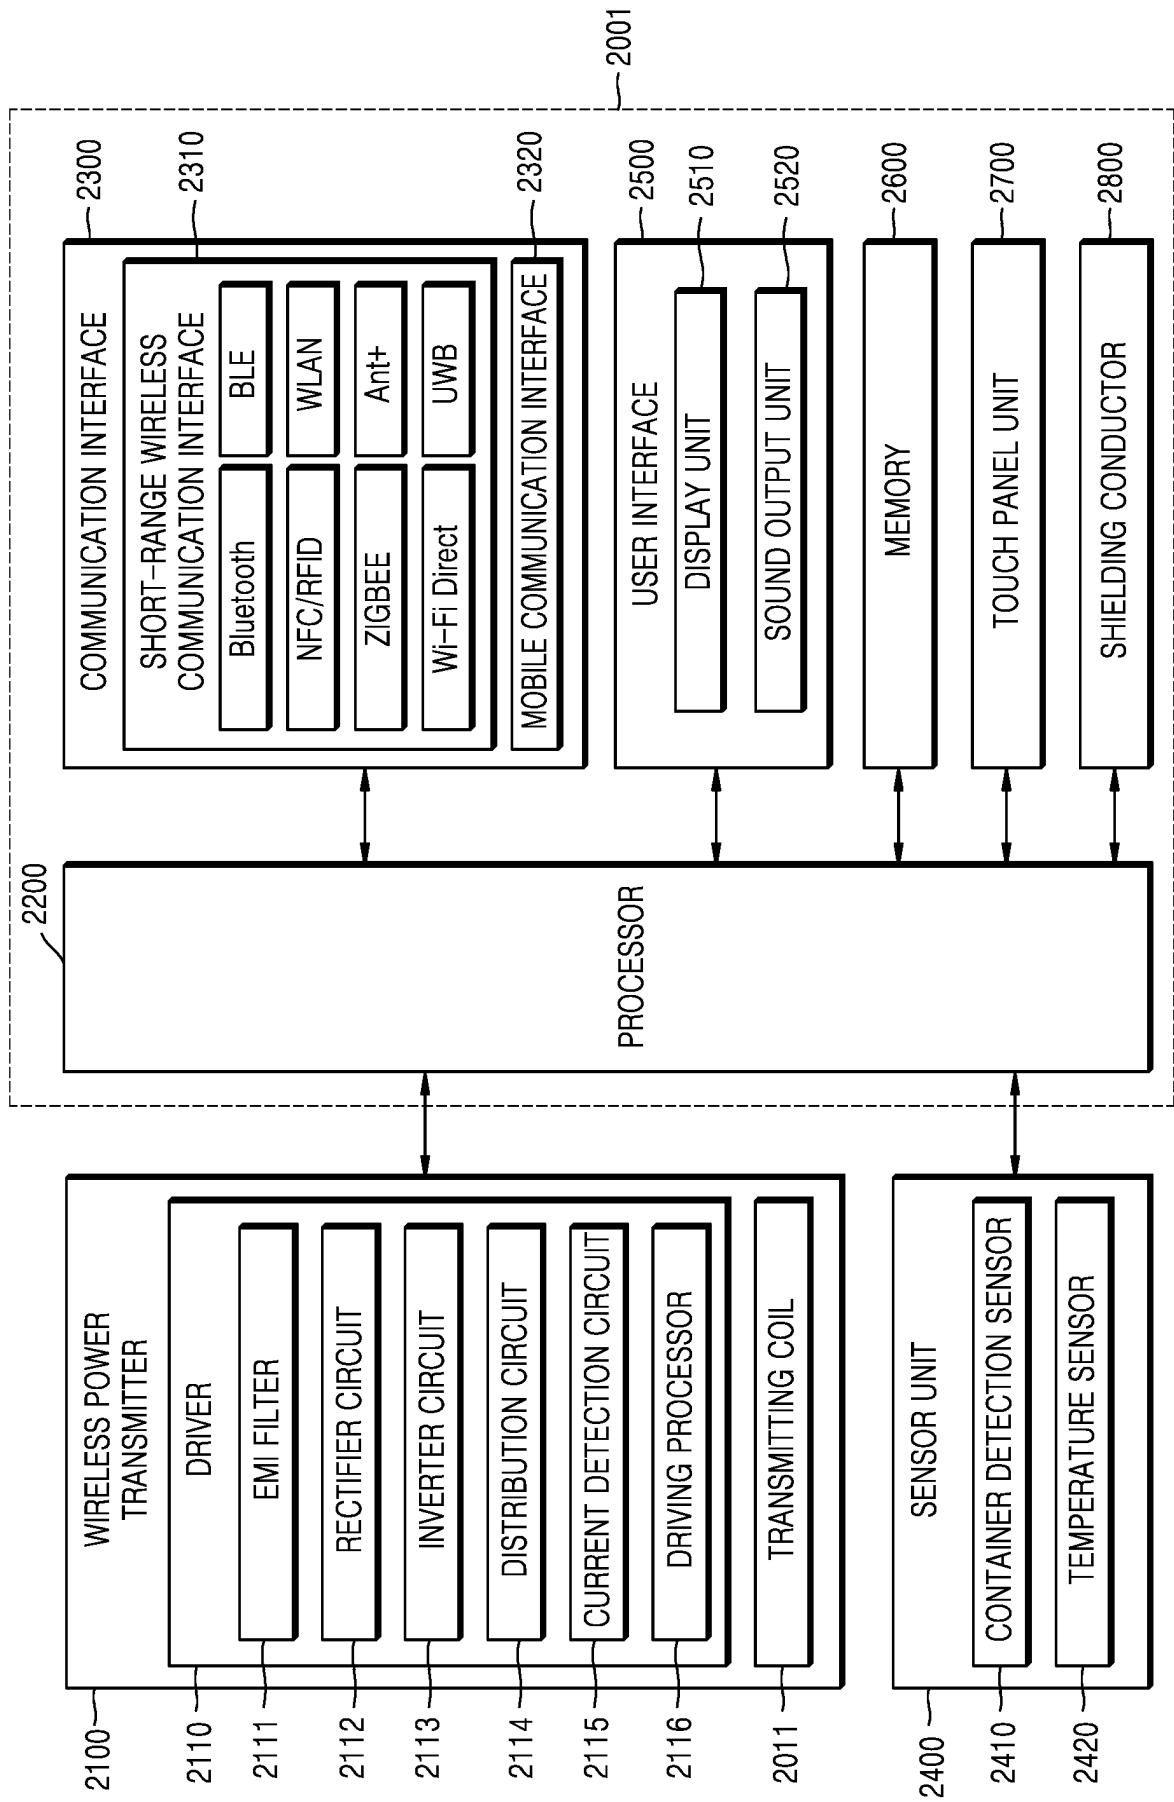 2100
WIRELESS POWER
TRANSMITTER
2110
DRIVER
2111
EMI FILTER
2112
RECTIFIER CIRCUIT
2113
INVERTER CIRCUIT
2114
DISTRIBUTION CIRCUIT
2115
CURRENT DETECTION CIRCUIT
2116
DRIVING PROCESSOR
2011
TRANSMITTING COIL
2400
SENSOR UNIT
2410
CONTAINER DETECTION SENSOR
2420
TEMPERATURE SENSOR
2200
PROCESSOR
COMMUNICATION INTERFACE
2300
SHORT-RANGE WIRELESS
COMMUNICATION INTERFACE
2310
Bluetooth
BLE
NFC/RFID
WLAN
ZIGBEE
Ant+
Wi-Fi Direct
UWB
MOBILE COMMUNICATION INTERFACE
2320
USER INTERFACE
2500
DISPLAY UNIT
2510
SOUND OUTPUT UNIT
2520
MEMORY
2600
TOUCH PANEL UNIT
2700
SHIELDING CONDUCTOR
2800
2001